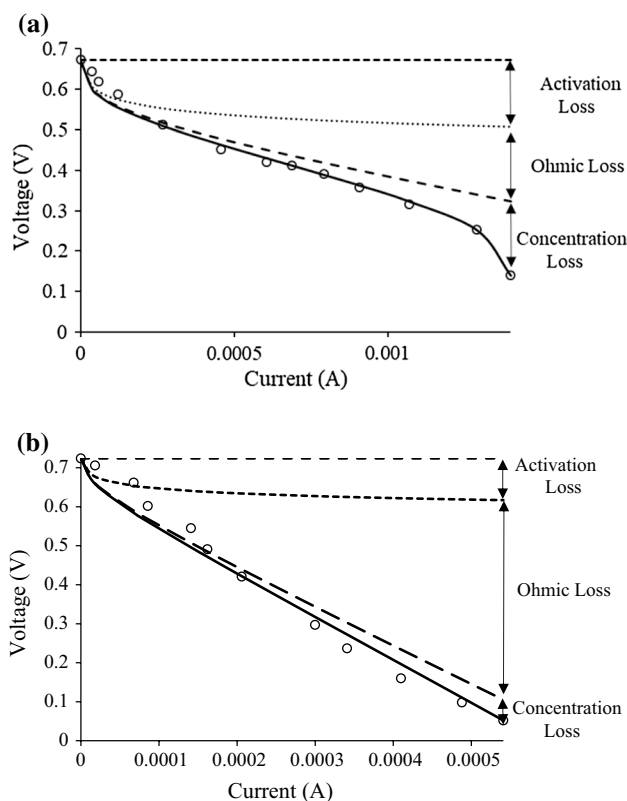 (a)
0.7
0.6
0.5
0.4
0.3
0.2
0.1
0
Voltage (V)
0
0.0005
0.001
Current (A)
Activation
Loss
Ohmic Loss
Concentration
Loss
(b)
0.7
0.6
0.5
0.4
0.3
0.2
0.1
0
Voltage (V)
0
0.0001
0.0002
0.0003
0.0004
0.0005
Current (A)
Activation
Loss
Ohmic Loss
Concentration
Loss